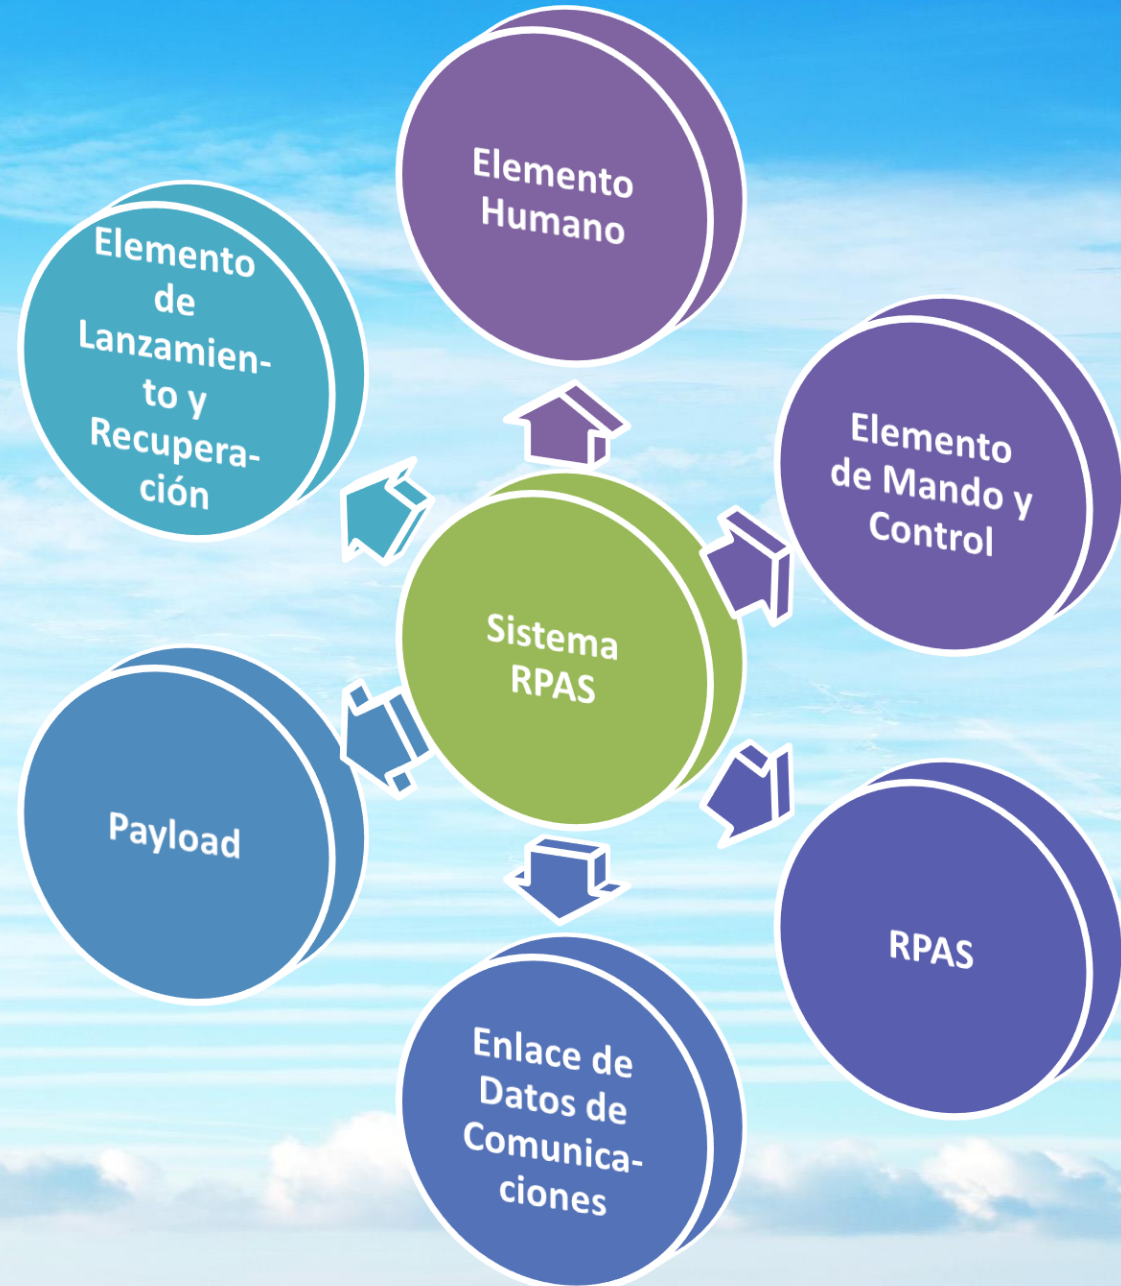 Elemento
Humano
Elemento
de Mando y
Control
RPAS
Enlace de
Datos de
Comunica-
ciones
Payload
Elemento
de
Lanzamien-
to y
Recupera-
ción
Sistema
RPAS